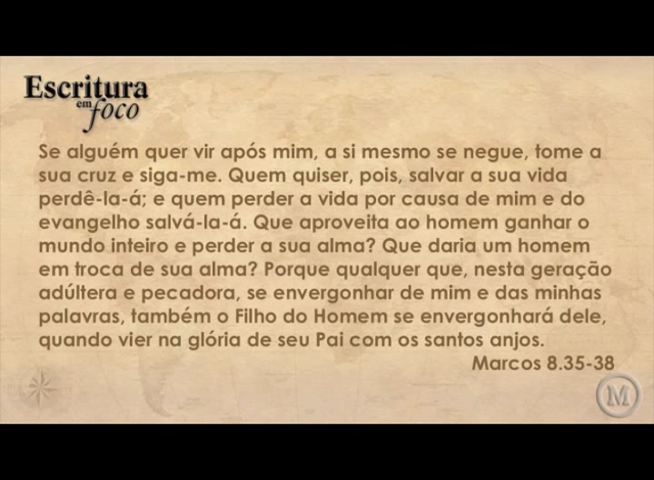 Escritura
em
foco
Se alguém quer vir após mim, a si mesmo se negue, tome a
sua cruz e siga-me. Quem quiser, pois, salvar a sua vida
perdê-la-á; e quem perder a vida por causa de mim e do
evangelho salvá-la-á. Que aproveita ao homem ganhar o
mundo inteiro e perder a sua alma? Que daria um homem
em troca de sua alma? Porque qualquer que, nesta geração
adúltera e pecadora, se envergonhar de mim e das minhas
palavras, também o Filho do Homem se envergonhará dele,
quando vier na glória de seu Pai com os santos anjos.
Marcos 8.35-38
M